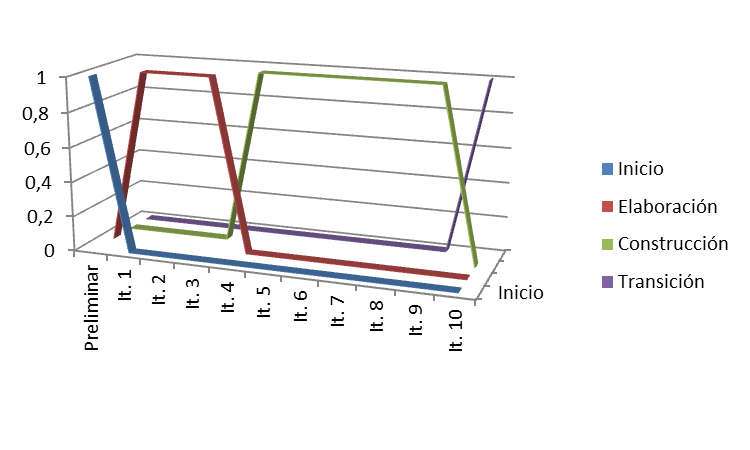 1
0,8
0,6
0,4
0,2
0
Preliminar
It. 1
It. 2
It. 3
It. 4
It. 5
It. 6
It. 7
It. 8
It. 9
It. 10
Inicio
Inicio
Elaboración
Construcción
Transición